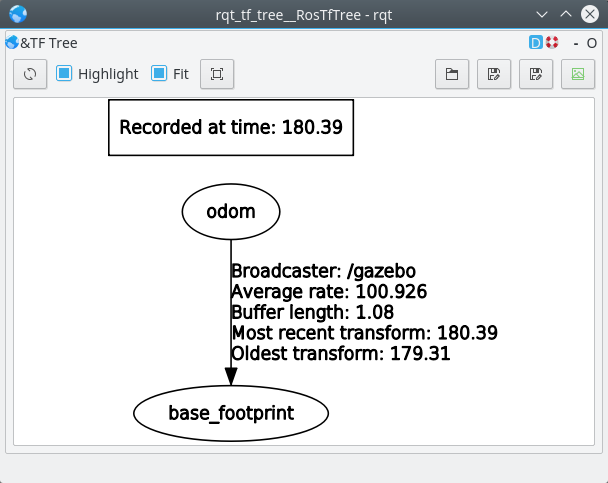 rqt_tf_tree__RosTfTree - rqt
&TF Tree
D
- O
Highlight
Fit
Recorded at time: 180.39
odom
Broadcaster: /gazebo
Average rate: 100.926
Buffer length: 1.08
Most recent transform: 180.39
Oldest transform: 179.31
base_footprint